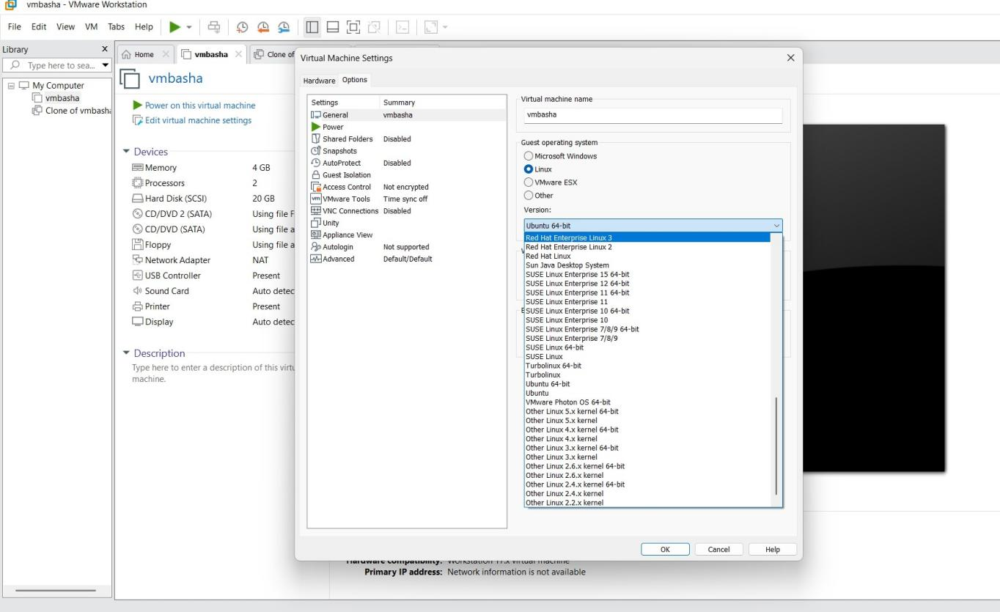 vmbasha - VMware Workstation
File Edit View VM Tabs Help
Library X
Type here to sea...
My Computer
vmbasha
Clone of vmbasha
Home
vmbasha
Clone of
vmbasha
Power on this virtual machine
Edit virtual machine settings
Devices
Memory 4 GB
Processors 2
Hard Disk (SCSI) 20 GB
CD/DVD 2 (SATA) Using file F
CD/DVD (SATA) Using file a
Floppy Using file a
Network Adapter NAT
USB Controller Present
Sound Card Auto detec
Printer Present
Display Auto detec
Description
Type here to enter a description of this virtu
machine.
Virtual Machine Settings
Hardware Options
Settings Summary
General vmbasha
Power
Shared Folders Disabled
Snapshots
AutoProtect Disabled
Guest Isolation
Access Control Not encrypted
VMware Tools Time sync off
VNC Connections Disabled
Unity
Appliance View
Autologin Not supported
Advanced Default/Default
Virtual machine name
vmbasha
Guest operating system
Microsoft Windows
Linux
VMware ESX
Other
Version:
Ubuntu 64-bit
Red Hat Enterprise Linux 3
Red Hat Enterprise Linux 2
Red Hat Linux
Sun Java Desktop System
SUSE Linux Enterprise 15 64-bit
SUSE Linux Enterprise 12 64-bit
SUSE Linux Enterprise 11 64-bit
SUSE Linux Enterprise 11
SUSE Linux Enterprise 10 64-bit
SUSE Linux Enterprise 10
SUSE Linux Enterprise 7/8/9 64-bit
SUSE Linux Enterprise 7/8/9
SUSE Linux 64-bit
SUSE Linux
Turbolinux 64-bit
Turbolinux
Ubuntu 64-bit
Ubuntu
VMware Photon OS 64-bit
Other Linux 5.x kernel 64-bit
Other Linux 5.x kernel
Other Linux 4.x kernel 64-bit
Other Linux 4.x kernel
Other Linux 3.x kernel 64-bit
Other Linux 3.x kernel
Other Linux 2.6.x kernel 64-bit
Other Linux 2.6.x kernel
Other Linux 2.4.x kernel 64-bit
Other Linux 2.4.x kernel
Other Linux 2.2.x kernel
OK Cancel Help
Hardware compatibility: Workstation 17.x virtual machine
Primary IP address: Network information is not available